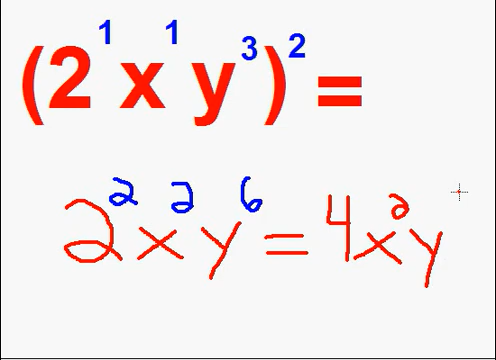 (2¹x¹y³)² =
2²x²y⁶ = 4x²y